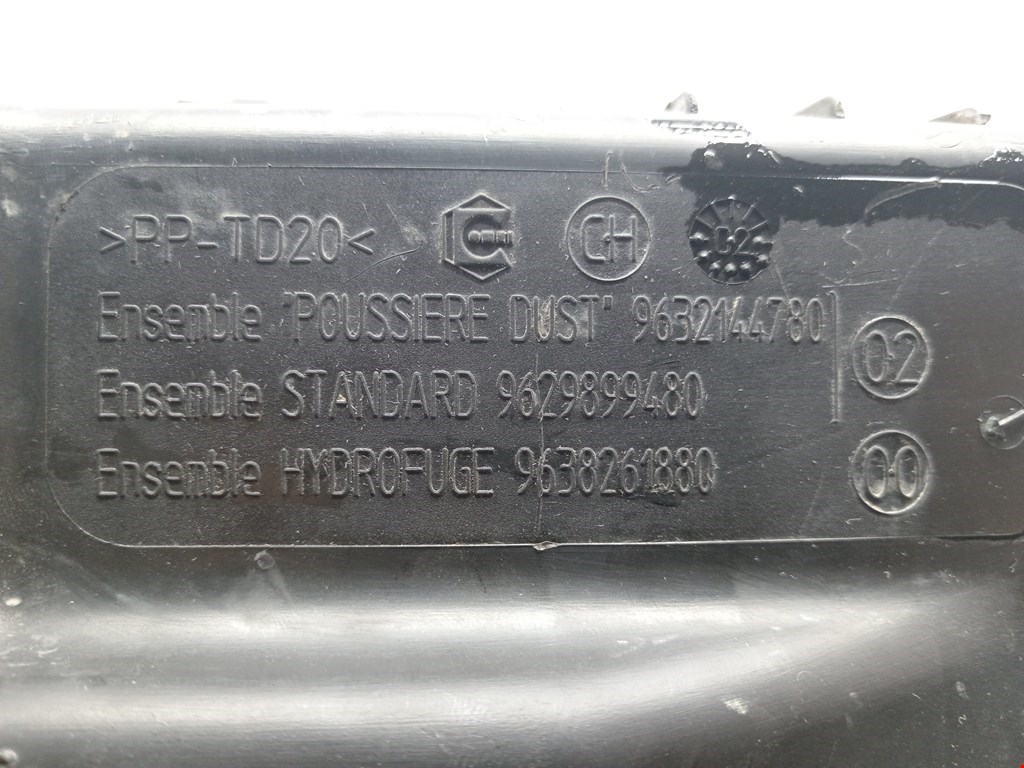 >PP-TD20< CH 02
Ensemble "POUSSIERE DUST" 9632144780
02
Ensemble STANDARD 9629899480
Ensemble HYDROFUGE 9638261880
00